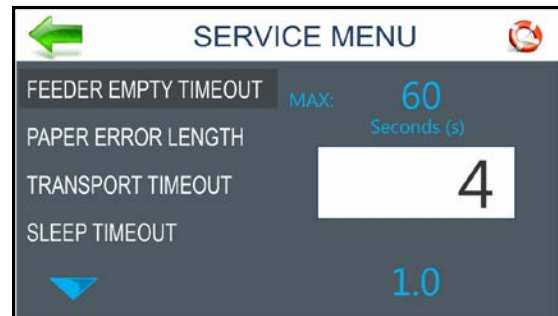 SERVICE MENU
FEEDER EMPTY TIMEOUT
MAX: 60
Seconds (s)
PAPER ERROR LENGTH
TRANSPORT TIMEOUT
4
SLEEP TIMEOUT
1.0